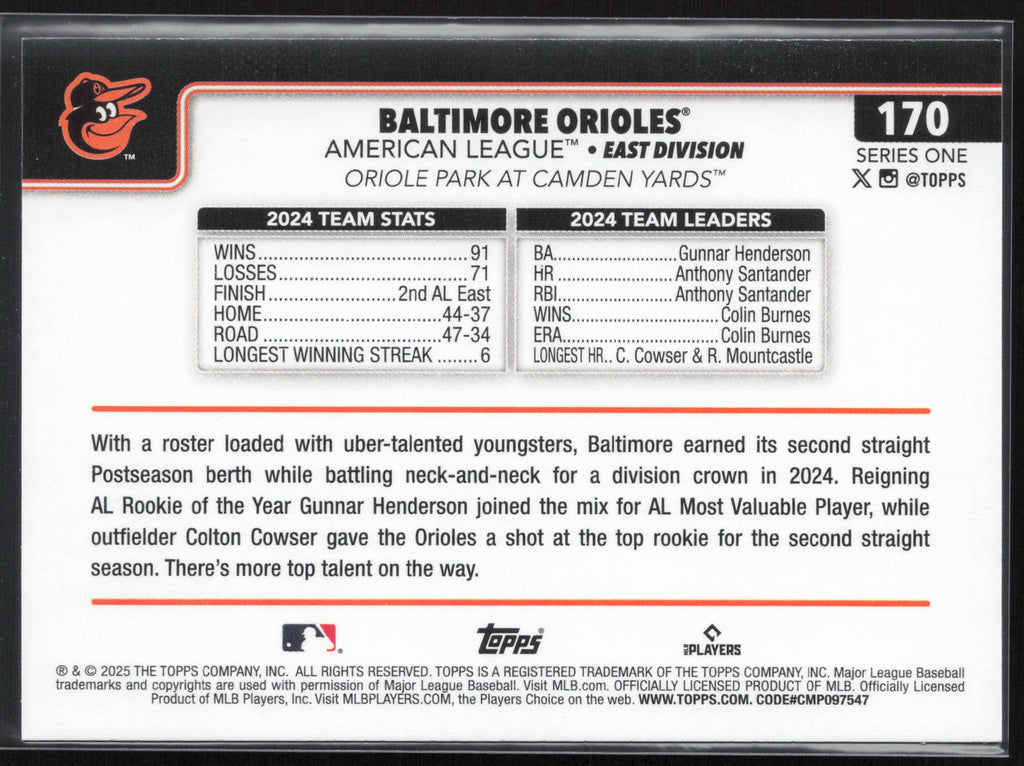 BALTIMORE ORIOLES®
AMERICAN LEAGUE™ • EAST DIVISION
ORIOLE PARK AT CAMDEN YARDS™
170
SERIES ONE
@TOPPS
TM
2024 TEAM STATS
WINS..........................................91
LOSSES......................................71
FINISH.........................2nd AL East
HOME...................................44-37
ROAD ...................................47-34
LONGEST WINNING STREAK ........6
2024 TEAM LEADERS
BA.........................Gunnar Henderson
HR .......................Anthony Santander
RBI.......................Anthony Santander
WINS.............................Colin Burnes
ERA...............................Colin Burnes
LONGEST HR.. C. Cowser & R. Mountcastle
With a roster loaded with uber-talented youngsters, Baltimore earned its second straight
Postseason berth while battling neck-and-neck for a division crown in 2024. Reigning
AL Rookie of the Year Gunnar Henderson joined the mix for AL Most Valuable Player, while
outfielder Colton Cowser gave the Orioles a shot at the top rookie for the second straight
season. There's more top talent on the way.
Topps®
MLB PLAYERS
® & © 2025 THE TOPPS COMPANY, INC. ALL RIGHTS RESERVED. TOPPS IS A REGISTERED TRADEMARK OF THE TOPPS COMPANY, INC. Major League Baseball
trademarks and copyrights are used with permission of Major League Baseball. Visit MLB.com. OFFICIALLY LICENSED PRODUCT OF MLB. Officially Licensed
Product of MLB Players, Inc. Visit MLBPLAYERS.COM, the Players Choice on the web. WWW.TOPPS.COM. CODE#CMP097547